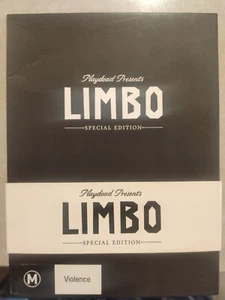 Playdead Presents
LIMBO
SPECIAL EDITION
Playdead Presents
LIMBO
SPECIAL EDITION
M
Violence